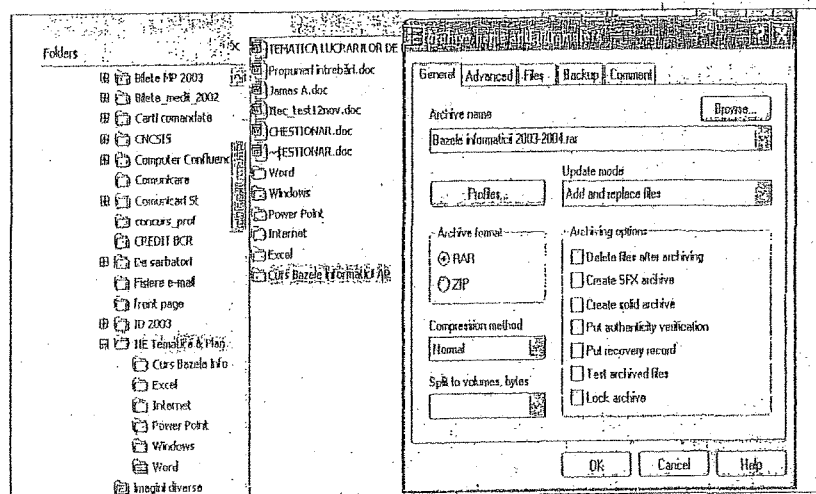 Folders
Bilete MP 2003
Bilete_medii_2002
Carti comandate
CNCSIS
Computer Confluenc
Comunicare
Comunicari St
concurs_prof
CREDIT BCR
De sarbatori
Fisiere e-mail
front page
ID 2003
IIE Tematica & Plan
Curs Bazele Info
Excel
Internet
Power Point
Windows
Word
Imagini diverse
TEMATICA LUCRARILOR DE
Propuneri intrebări.doc
James A.doc
Itec_test12nov.doc
CHESTIONAR.doc
~$ESTIONAR.doc
Word
Windows
Power Point
Internet
Excel
Curs Bazele Informaticii
General Advanced Files Backup Comment
Archive name
Browse...
Bazele informaticii 2003-2004.rar
Update mode
Profiles...
Add and replace files
Archive format
RAR
ZIP
Compression method
Normal
Split to volumes, bytes
Archiving options
Delete files after archiving
Create SFX archive
Create solid archive
Put authenticity verification
Put recovery record
Test archived files
Lock archive
OK Cancel Help